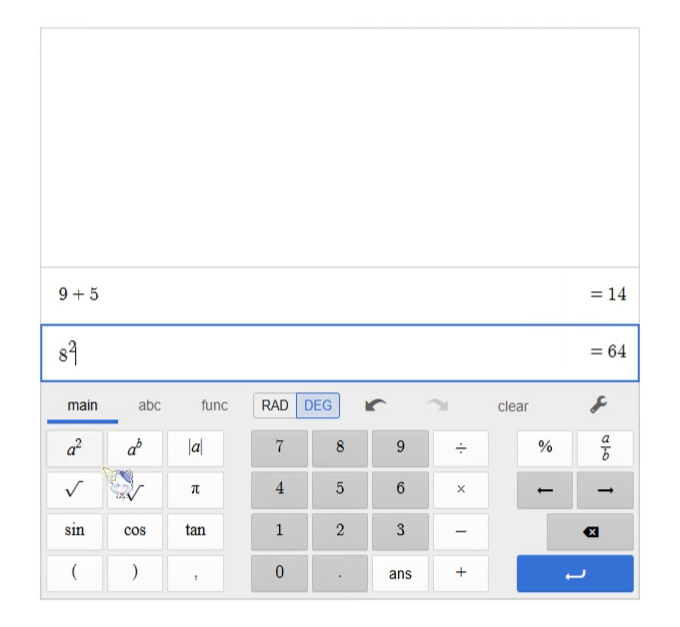 9 + 5 = 14
8² = 64
main abc func RAD DEG clear
a² aᵇ |a| 7 8 9 ÷ % a/b
√ √ π 4 5 6 × ← →
sin cos tan 1 2 3 −
( ) , 0 . ans +